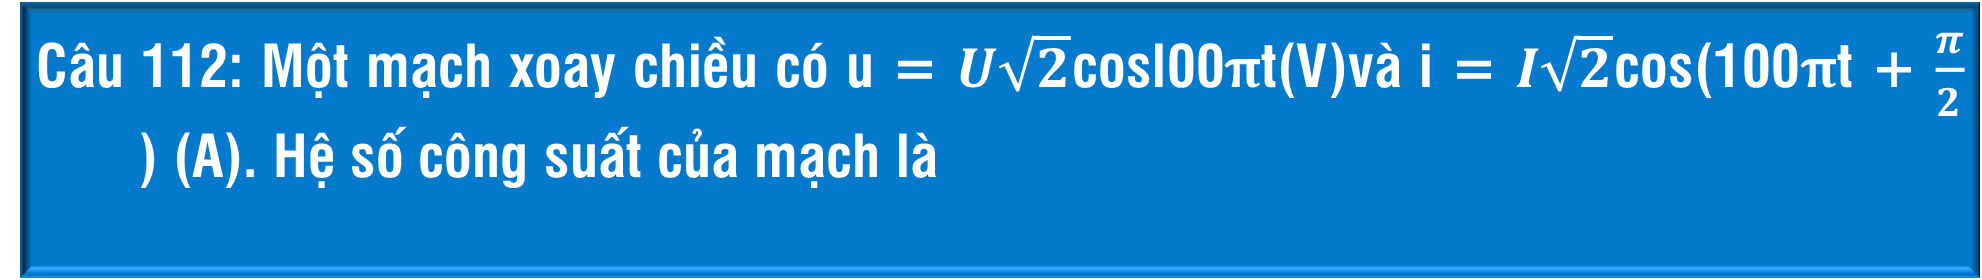 Câu 112: Một mạch xoay chiều có u = U√2cosl00πt(V)và i = I√2cos(100πt + π/2
) (A). Hệ số công suất của mạch là